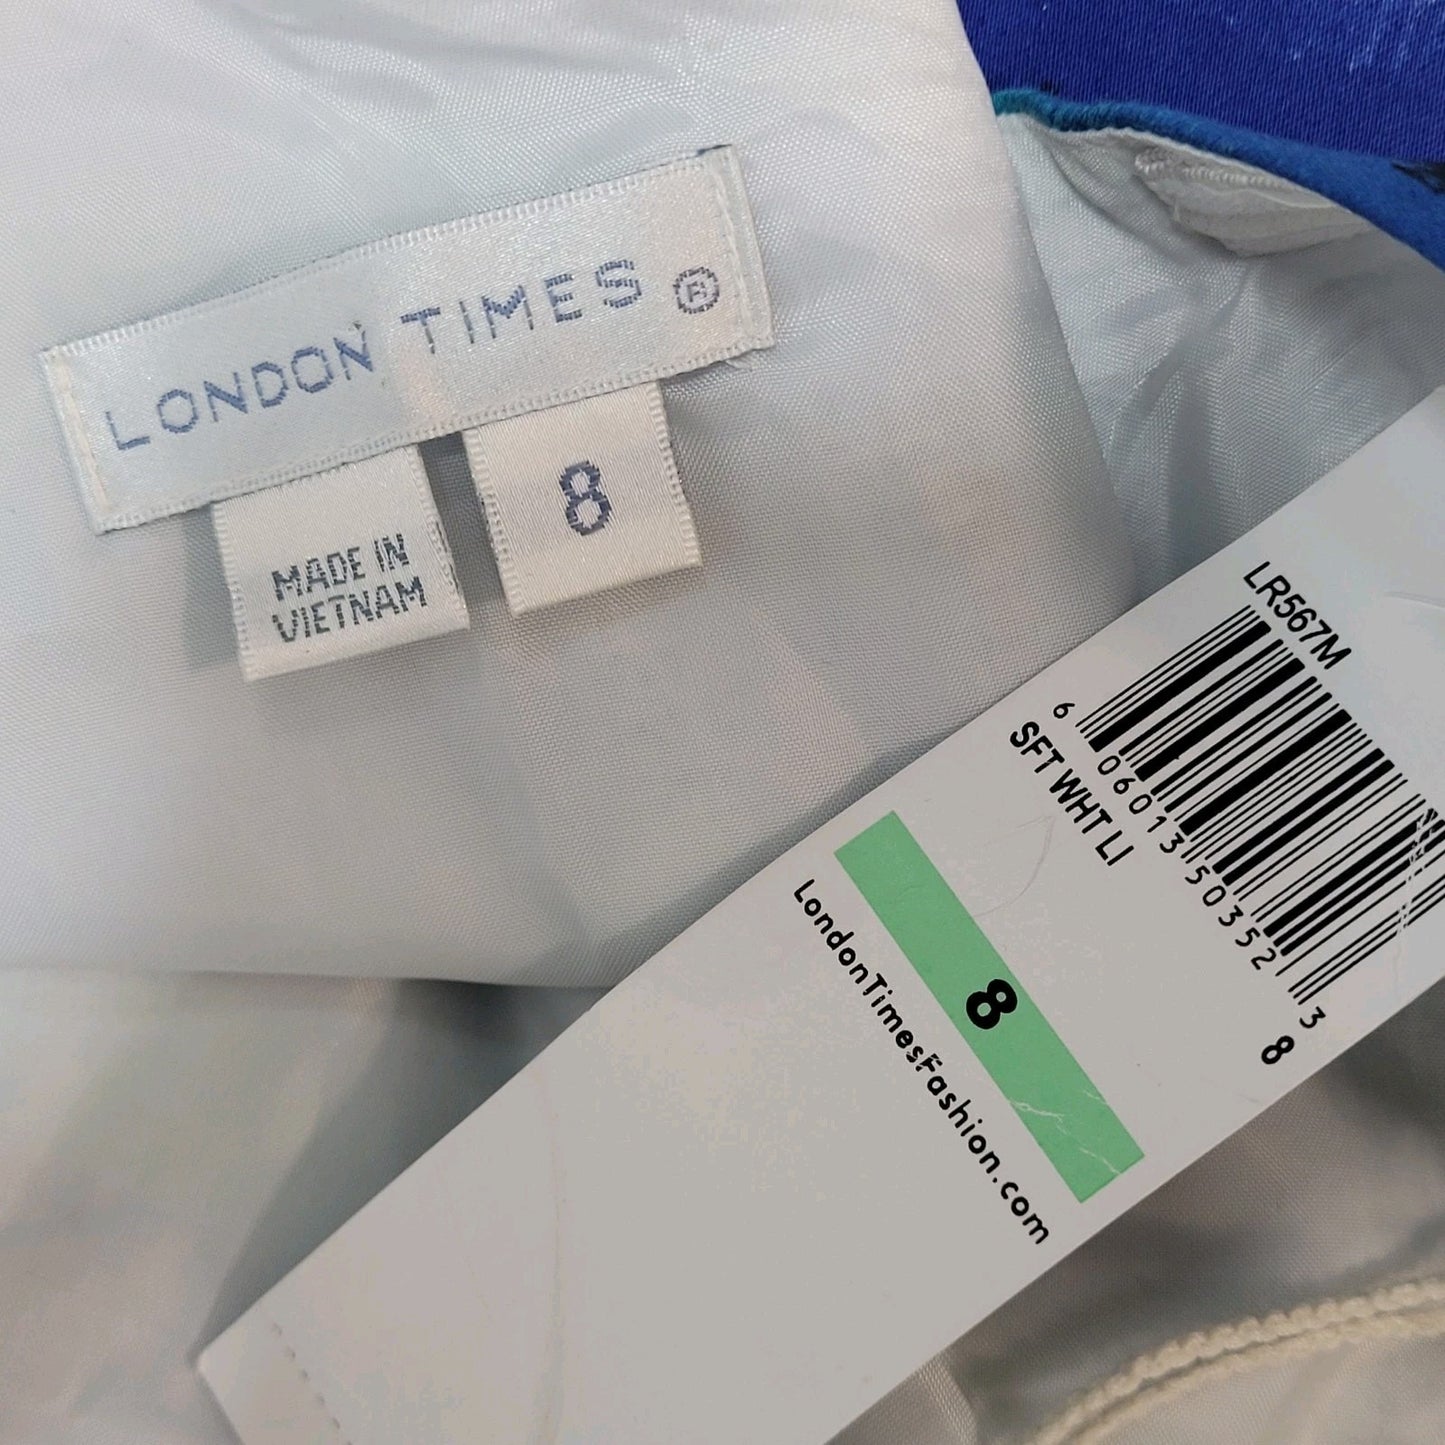 LONDON TIMES ®
MADE IN
VIETNAM
8
LR567M
6 06013 50352 3
SFT WHT LI
8
8
LondonTimesFashion.com